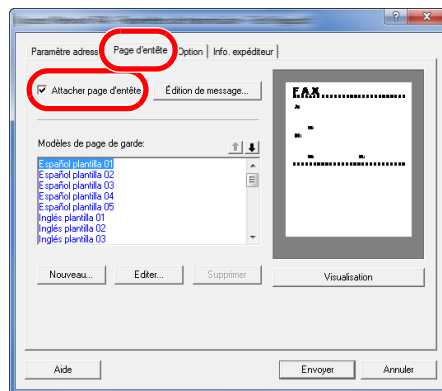 Paramètre adress Page d'entête Option Info. expéditeur
Attacher page d'entête Édition de message...
FAX
Modèles de page de garde:
Español plantilla 01
Español plantilla 02
Español plantilla 03
Español plantilla 04
Español plantilla 05
Inglés plantilla 01
Inglés plantilla 02
Inglés plantilla 03
Nouveau... Editer... Supprimer Visualisation
Aide Envoyer Annuler